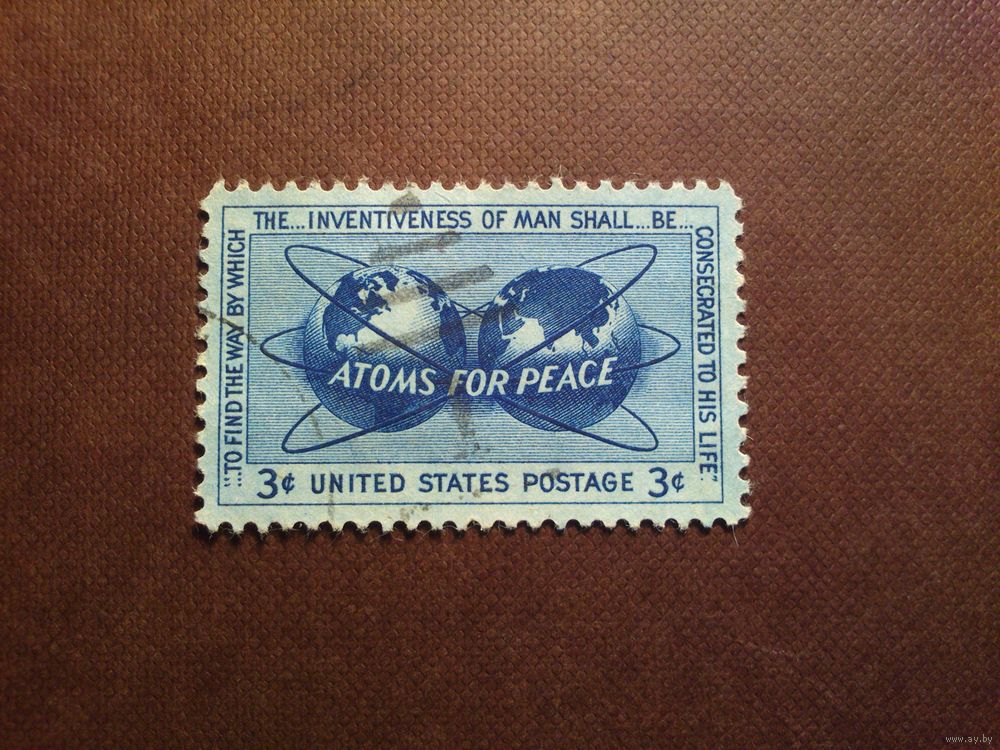 "...TO FIND THE WAY BY WHICH
THE...INVENTIVENESS OF MAN SHALL...BE...
CONSECRATED TO HIS LIFE."
ATOMS FOR PEACE
3¢ UNITED STATES POSTAGE 3¢
www.ay.by